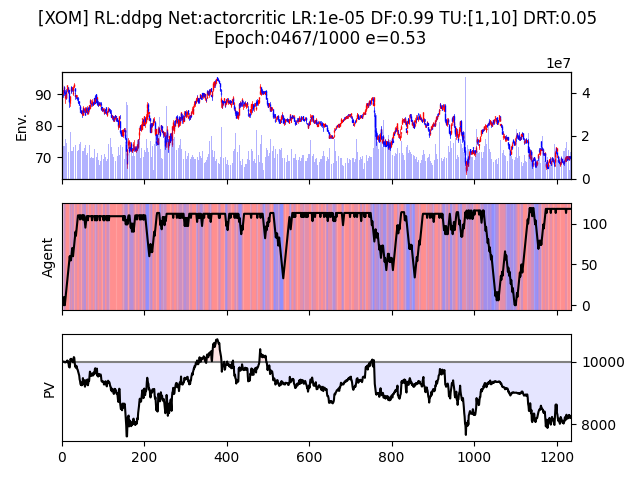 [XOM] RL:ddpg Net:actorcritic LR:1e-05 DF:0.99 TU:[1,10] DRT:0.05
Epoch:0467/1000 e=0.53
1e7
Env.
90
80
70
4
2
0
Agent
100
50
0
PV
10000
8000
0 200 400 600 800 1000 1200